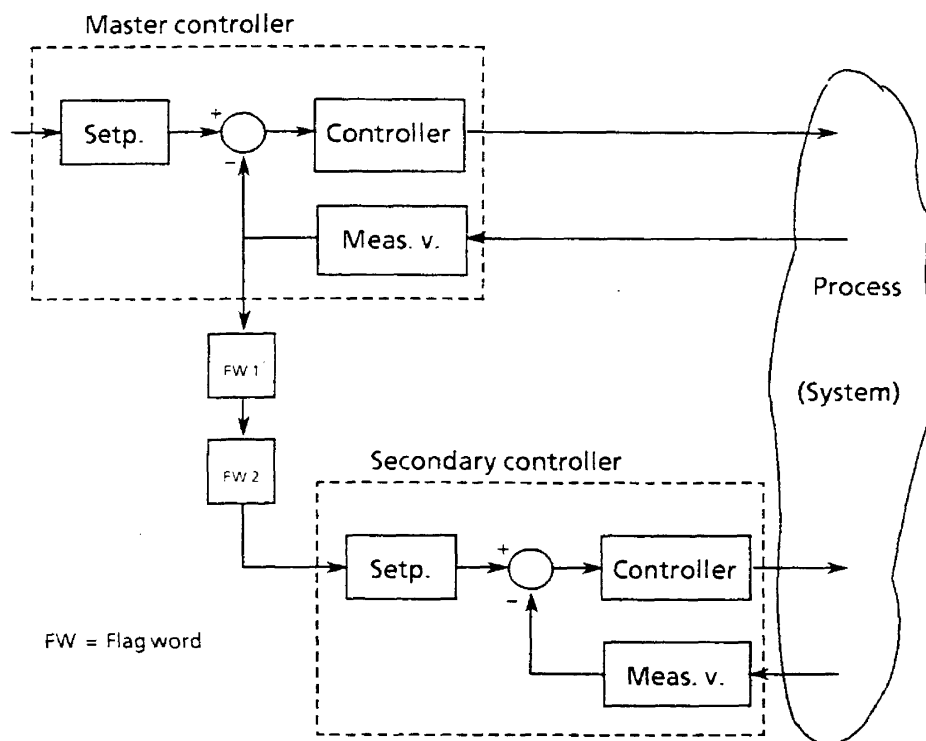 Master controller
Setp.
+
-
Controller
Meas. v.
Process
(System)
FW 1
FW 2
Secondary controller
Setp.
+
-
Controller
Meas. v.
FW = Flag word